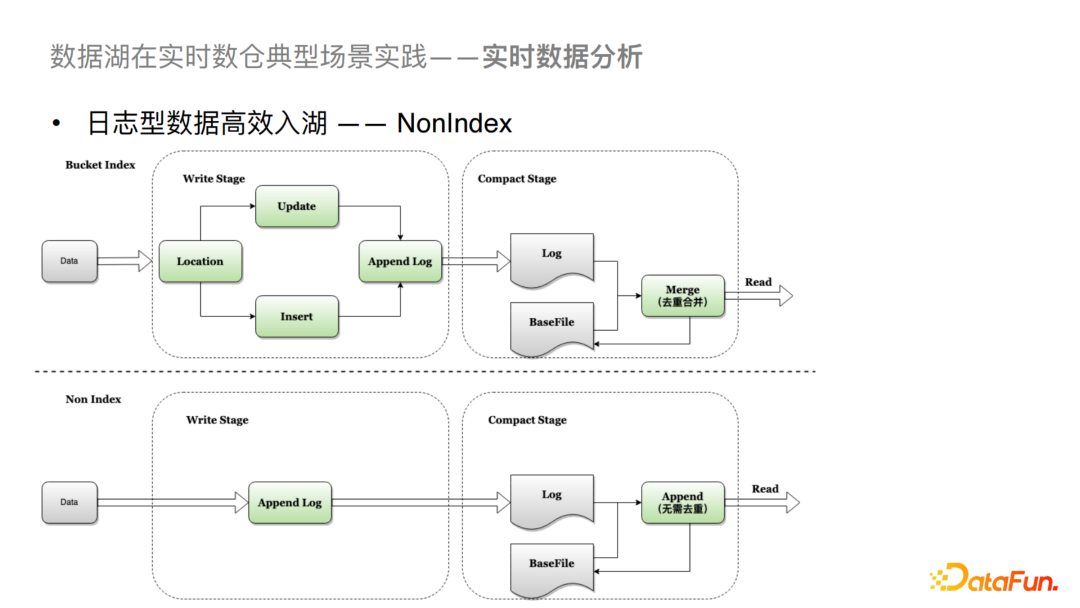 数据湖在实时数仓典型场景实践——实时数据分析
• 日志型数据高效入湖 —— NonIndex
Bucket Index
Write Stage
Compact Stage
Update
Data
Location
Append Log
Log
Merge
(去重合并)
Read
Insert
BaseFile
Non Index
Write Stage
Compact Stage
Data
Append Log
Log
Append
(无需去重)
Read
BaseFile
DataFun.